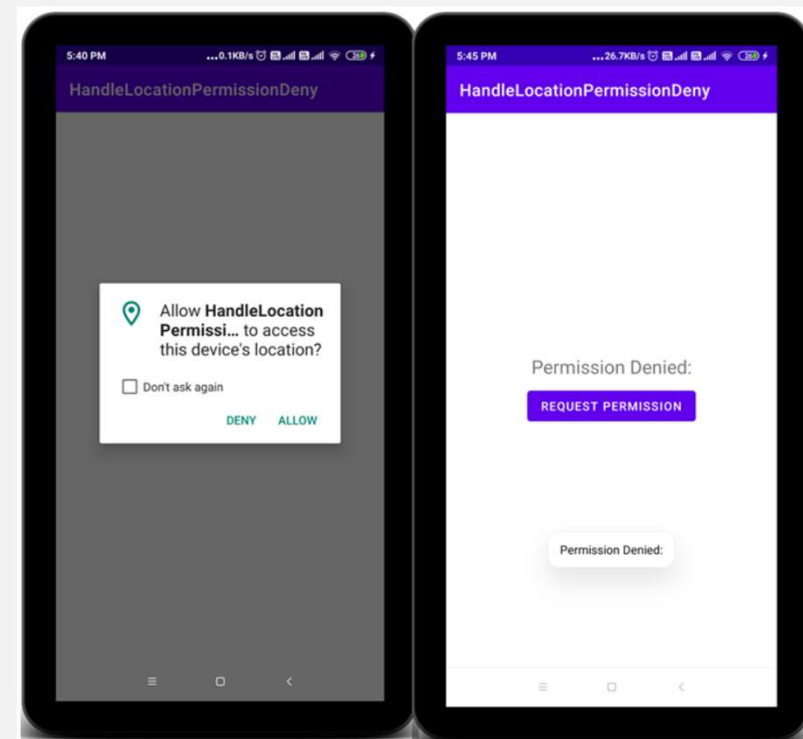 5:40 PM ...0.1KB/s
HandleLocationPermissionDeny
Allow HandleLocation
Permissi... to access
this device's location?
Don't ask again
DENY ALLOW
5:45 PM ...26.7KB/s
HandleLocationPermissionDeny
Permission Denied:
REQUEST PERMISSION
Permission Denied: